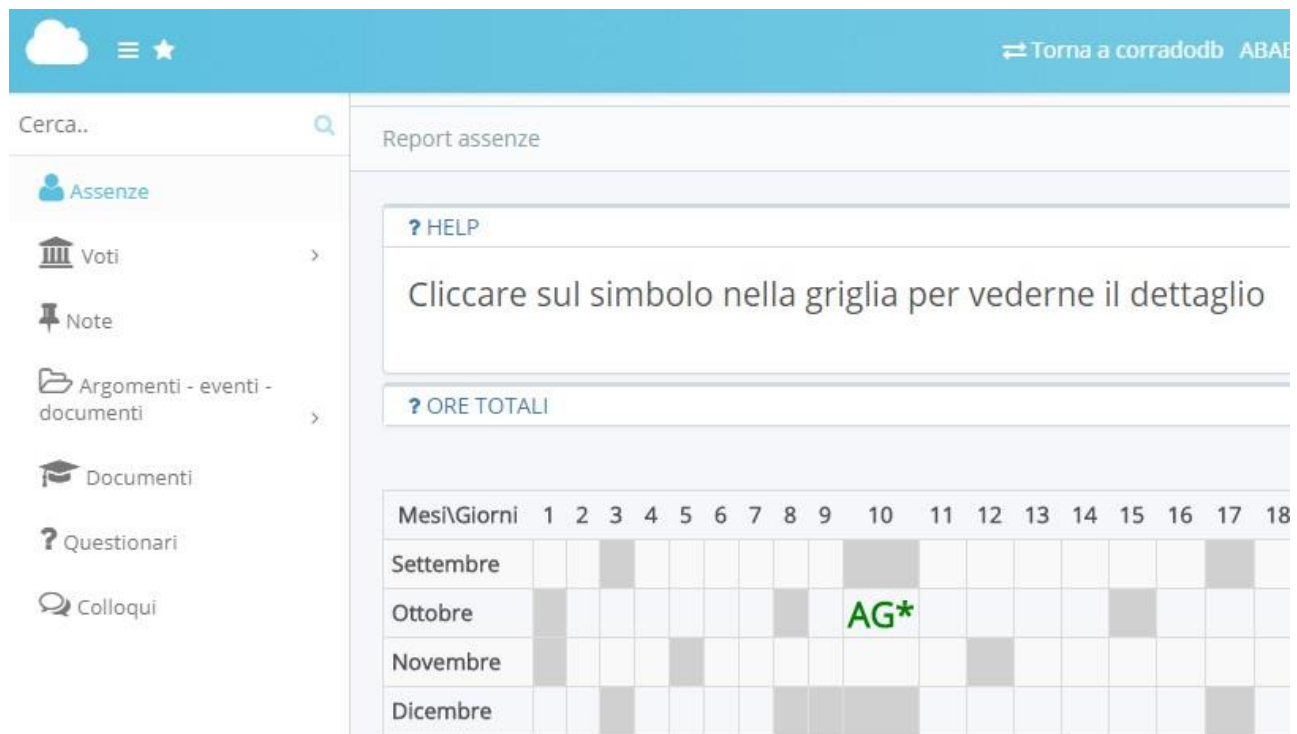 Torna a corradodb ABAB
Cerca..
Report assenze
Assenze
? HELP
Voti
Cliccare sul simbolo nella griglia per vederne il dettaglio
Note
Argomenti - eventi -
documenti
? ORE TOTALI
Documenti
? Questionari
Colloqui
Mesi\Giorni 1 2 3 4 5 6 7 8 9 10 11 12 13 14 15 16 17 18
Settembre
Ottobre AG*
Novembre
Dicembre